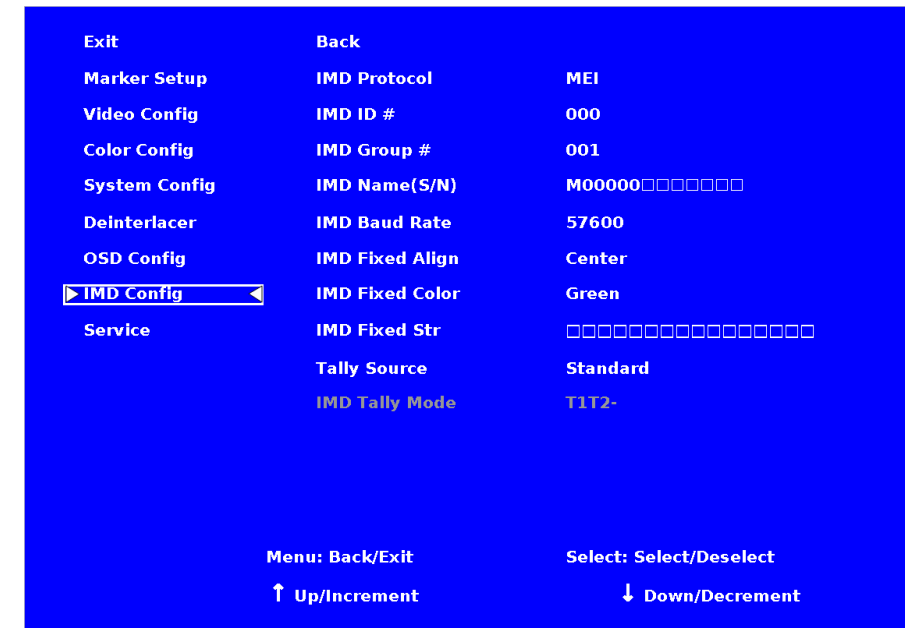 Exit Back
Marker Setup IMD Protocol MEI
Video Config IMD ID # 000
Color Config IMD Group # 001
System Config IMD Name(S/N) M00000□□□□□□□
Deinterlacer IMD Baud Rate 57600
OSD Config IMD Fixed Align Center
▶ IMD Config ◀ IMD Fixed Color Green
Service IMD Fixed Str □□□□□□□□□□□□□□□□
Tally Source Standard
IMD Tally Mode T1T2-
Menu: Back/Exit Select: Select/Deselect
↑ Up/Increment ↓ Down/Decrement